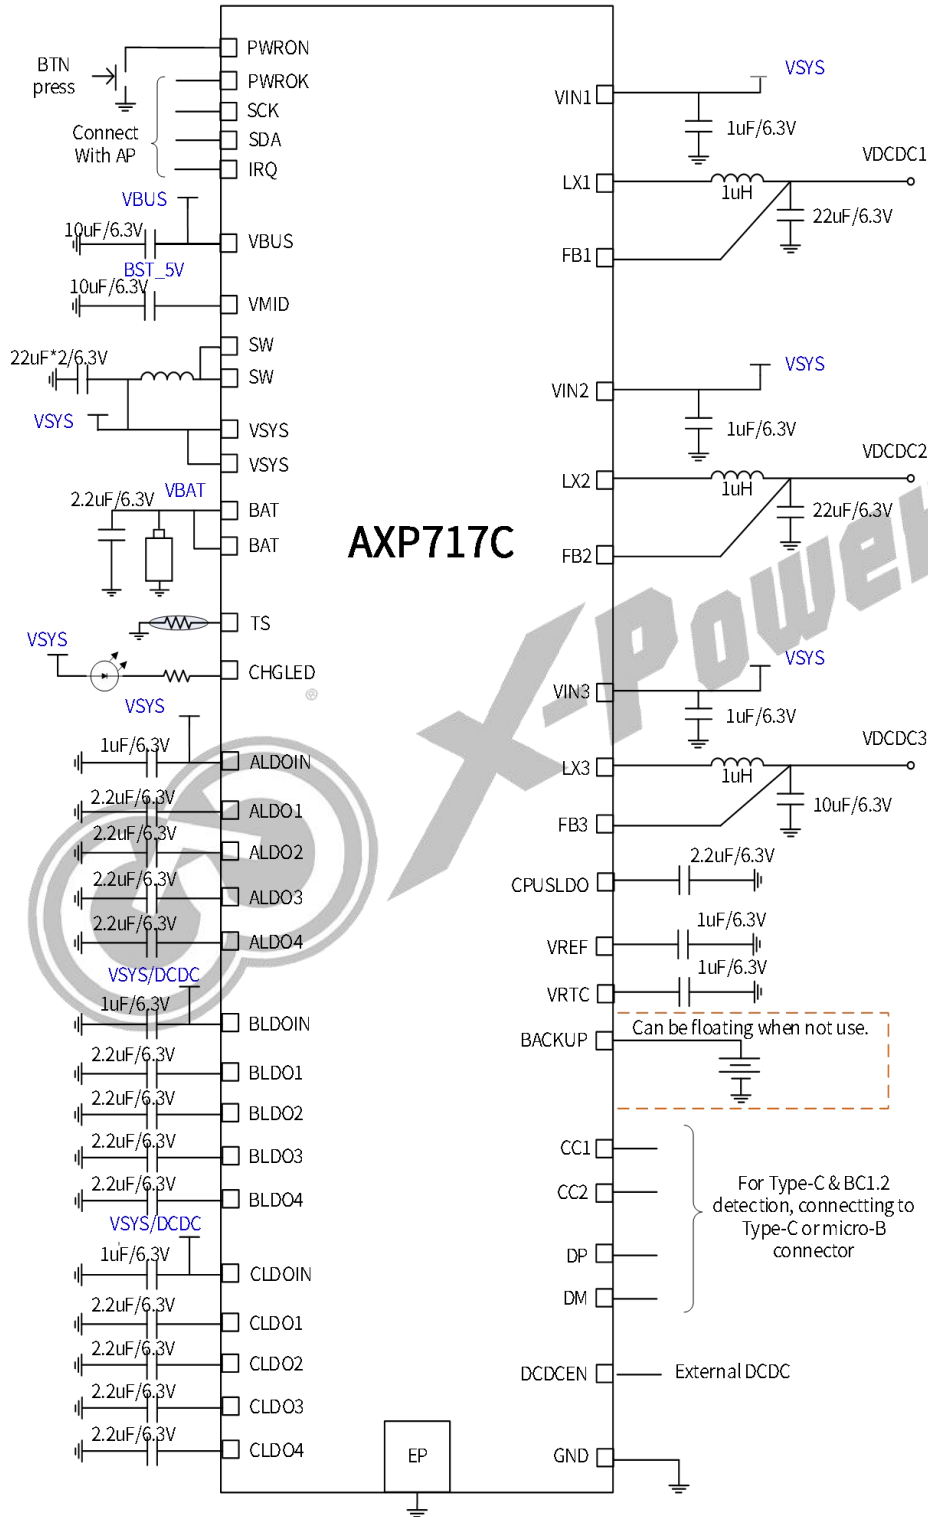 BTN
press
PWRON
PWROK
SCK
SDA
IRQ
Connect
With AP
VBUS
10uF/6.3V
VBUS
BST_5V
10uF/6.3V
VMID
SW
22uF*2/6.3V
SW
VSYS
VSYS
VSYS
VBAT
2.2uF/6.3V
BAT
BAT
TS
VSYS
CHGLED
®
VSYS
1uF/6.3V
ALDOIN
2.2uF/6.3V
ALDO1
2.2uF/6.3V
ALDO2
2.2uF/6.3V
ALDO3
2.2uF/6.3V
ALDO4
VSYS/DCDC
1uF/6.3V
BLDOIN
2.2uF/6.3V
BLDO1
2.2uF/6.3V
BLDO2
2.2uF/6.3V
BLDO3
2.2uF/6.3V
BLDO4
VSYS/DCDC
1uF/6.3V
CLDOIN
2.2uF/6.3V
CLDO1
2.2uF/6.3V
CLDO2
2.2uF/6.3V
CLDO3
2.2uF/6.3V
CLDO4
AXP717C
X-Power
EP
VSYS
VIN1
1uF/6.3V
VDCDC1
LX1
1uH
22uF/6.3V
FB1
VSYS
VIN2
1uF/6.3V
VDCDC2
LX2
1uH
22uF/6.3V
FB2
VSYS
VIN3
1uF/6.3V
VDCDC3
LX3
1uH
10uF/6.3V
FB3
2.2uF/6.3V
CPUSLDO
1uF/6.3V
VREF
1uF/6.3V
VRTC
Can be floating when not use.
BACKUP
CC1
CC2
DP
DM
For Type-C & BC1.2
detection, connectting to
Type-C or micro-B
connector
DCDCEN
External DCDC
GND